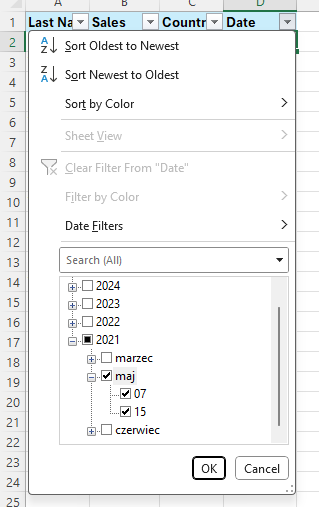 A B C D
1 Last Na Sales Countr Date
2
3 Sort Oldest to Newest
4
5 Sort Newest to Oldest
6
7 Sort by Color
8 Sheet View
9
10 Clear Filter From "Date"
11 Filter by Color
12 Date Filters
13 Search (All)
14 2024
15 2023
16 2022
17 2021
18 marzec
19 maj
20 07
21 15
22 czerwiec
23
24 OK Cancel
25